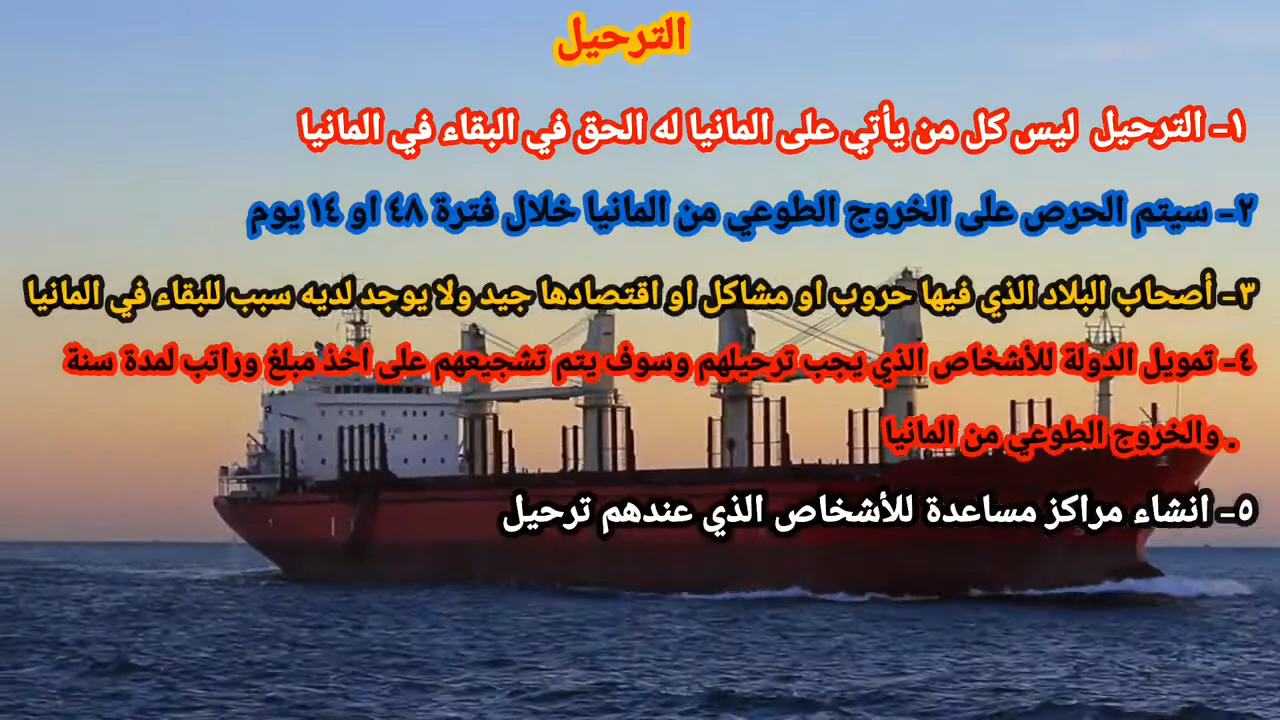 الترحيل
١- الترحيل ليس كل من يأتي على المانيا له الحق في البقاء في المانيا
٢- سيتم الحرص على الخروج الطوعي من المانيا خلال فترة ٤٨ او ١٤ يوم
٣- أصحاب البلاد الذي فيها حروب او مشاكل او اقتصادها جيد ولا يوجد لديه سبب للبقاء في المانيا
٤- تمويل الدولة للأشخاص الذي يجب ترحيلهم وسوف يتم تشجيعهم على اخذ مبلغ وراتب لمدة سنة
. والخروج الطوعي من المانيا
٥- انشاء مراكز مساعدة للأشخاص الذي عندهم ترحيل